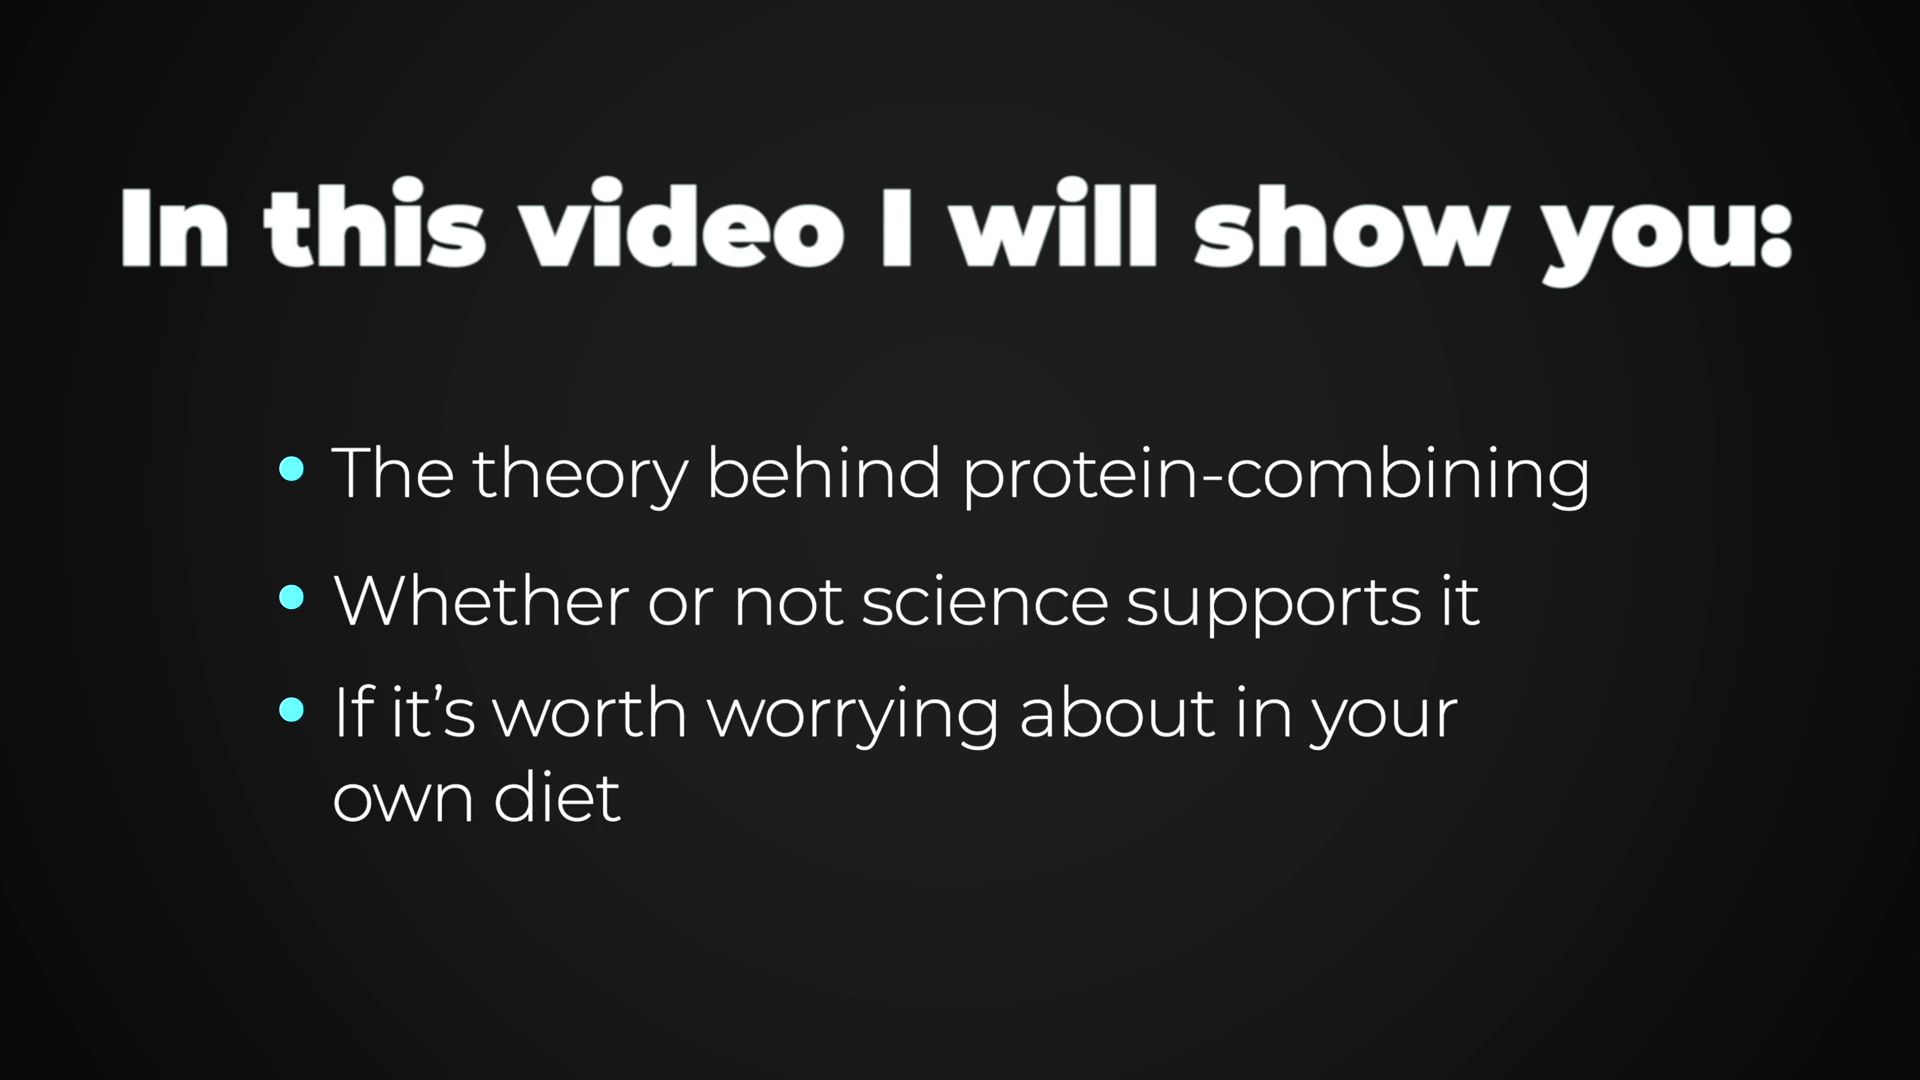 In this video I will show you:
• The theory behind protein-combining
• Whether or not science supports it
• If it’s worth worrying about in your
own diet